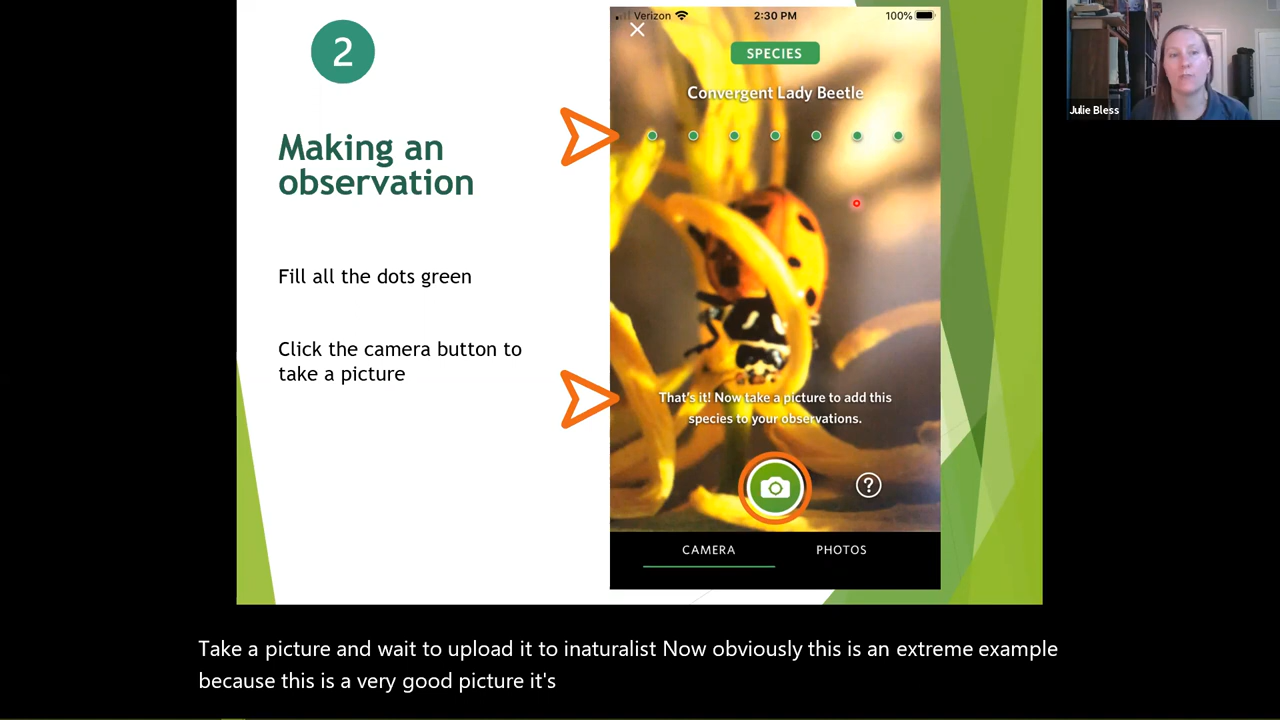 2
Making an
observation
Fill all the dots green
Click the camera button to
take a picture
Verizon
2:30 PM
100%
SPECIES
Convergent Lady Beetle
That's it! Now take a picture to add this
species to your observations.
?
CAMERA
PHOTOS
Julie Bless
Take a picture and wait to upload it to inaturalist Now obviously this is an extreme example
because this is a very good picture it's